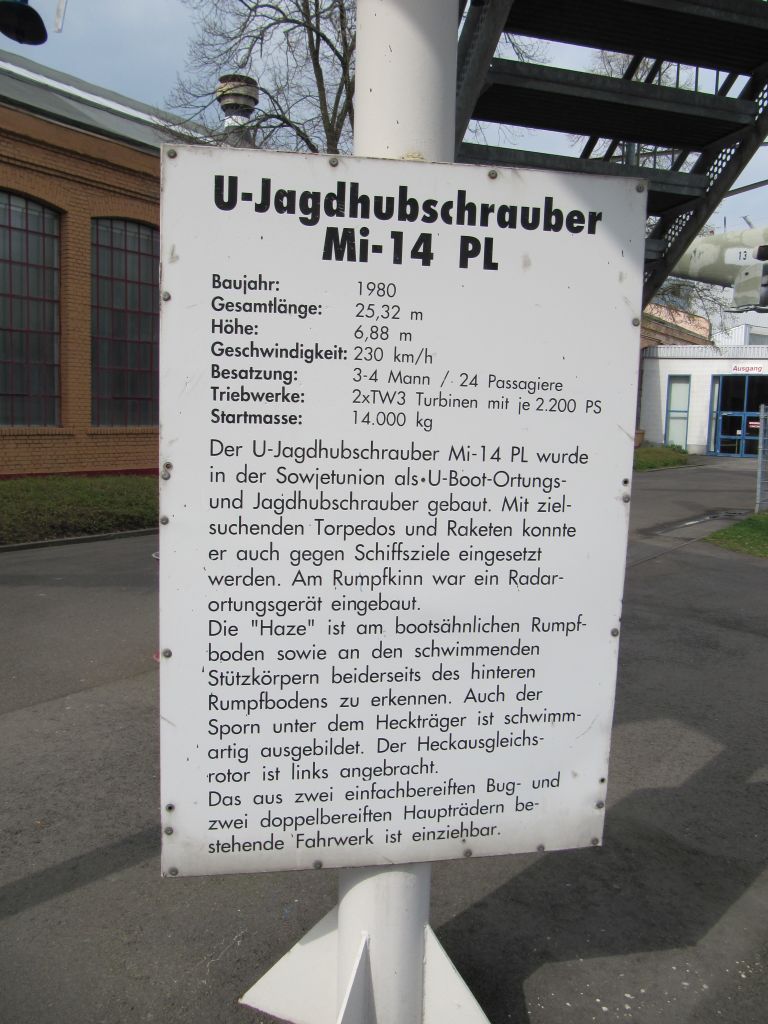 U-Jagdhubschrauber
Mi-14 PL
Baujahr: 1980
Gesamtlänge: 25,32 m
Höhe: 6,88 m
Geschwindigkeit: 230 km/h
Besatzung: 3-4 Mann / 24 Passagiere
Triebwerke: 2xTW3 Turbinen mit je 2.200 PS
Startmasse: 14.000 kg
Der U-Jagdhubschrauber Mi-14 PL wurde
in der Sowjetunion als U-Boot-Ortungs-
und Jagdhubschrauber gebaut. Mit ziel-
suchenden Torpedos und Raketen konnte
er auch gegen Schiffsziele eingesetzt
werden. Am Rumpfkinn war ein Radar-
ortungsgerät eingebaut.
Die "Haze" ist am bootsähnlichen Rumpf-
boden sowie an den schwimmenden
Stützkörpern beiderseits des hinteren
Rumpfbodens zu erkennen. Auch der
Sporn unter dem Heckträger ist schwimm-
artig ausgebildet. Der Heckausgleichs-
rotor ist links angebracht.
Das aus zwei einfachbereiften Bug- und
zwei doppelbereiften Haupträdern be-
stehende Fahrwerk ist einziehbar.
13
Ausgang